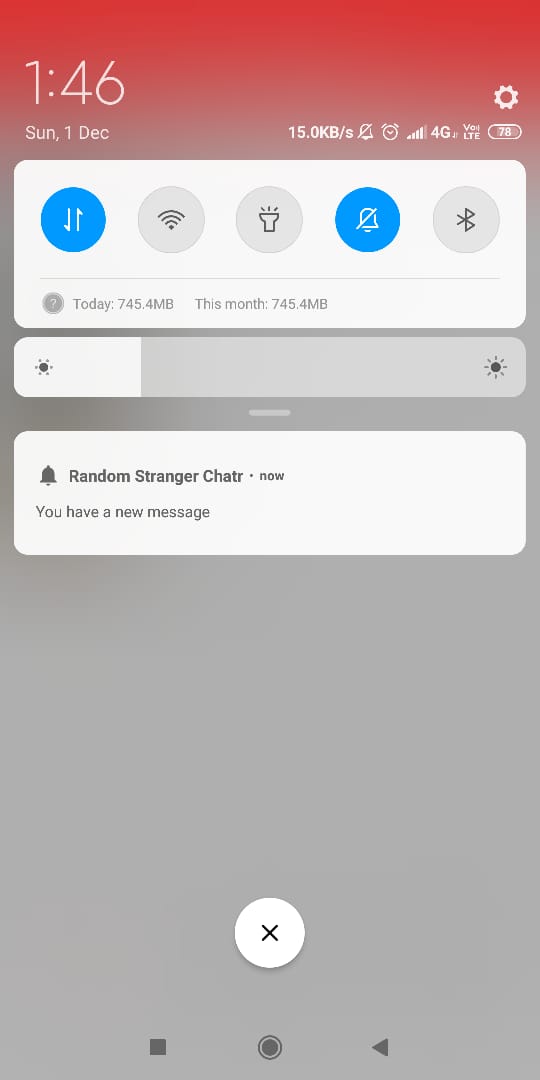 1:46
Sun, 1 Dec 15.0KB/s 4G Vo) LTE 78
? Today: 745.4MB This month: 745.4MB
Random Stranger Chatr · now
You have a new message